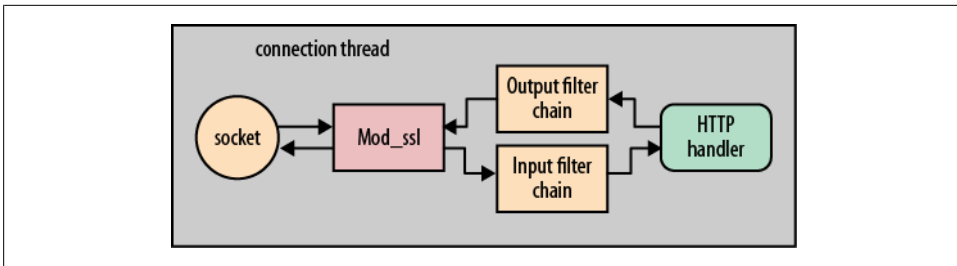 connection thread
socket
Mod_ssl
Output filter
chain
Input filter
chain
HTTP
handler